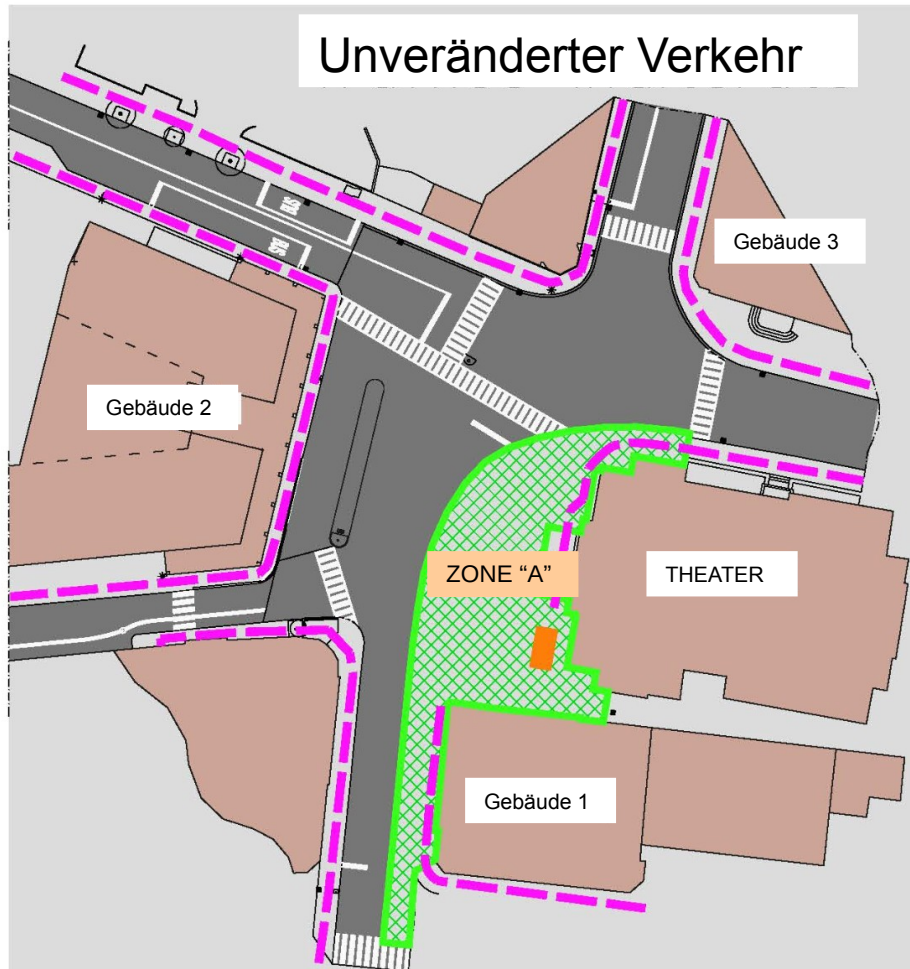 Unveränderter Verkehr
Gebäude 3
Gebäude 2
ZONE "A"
THEATER
Gebäude 1